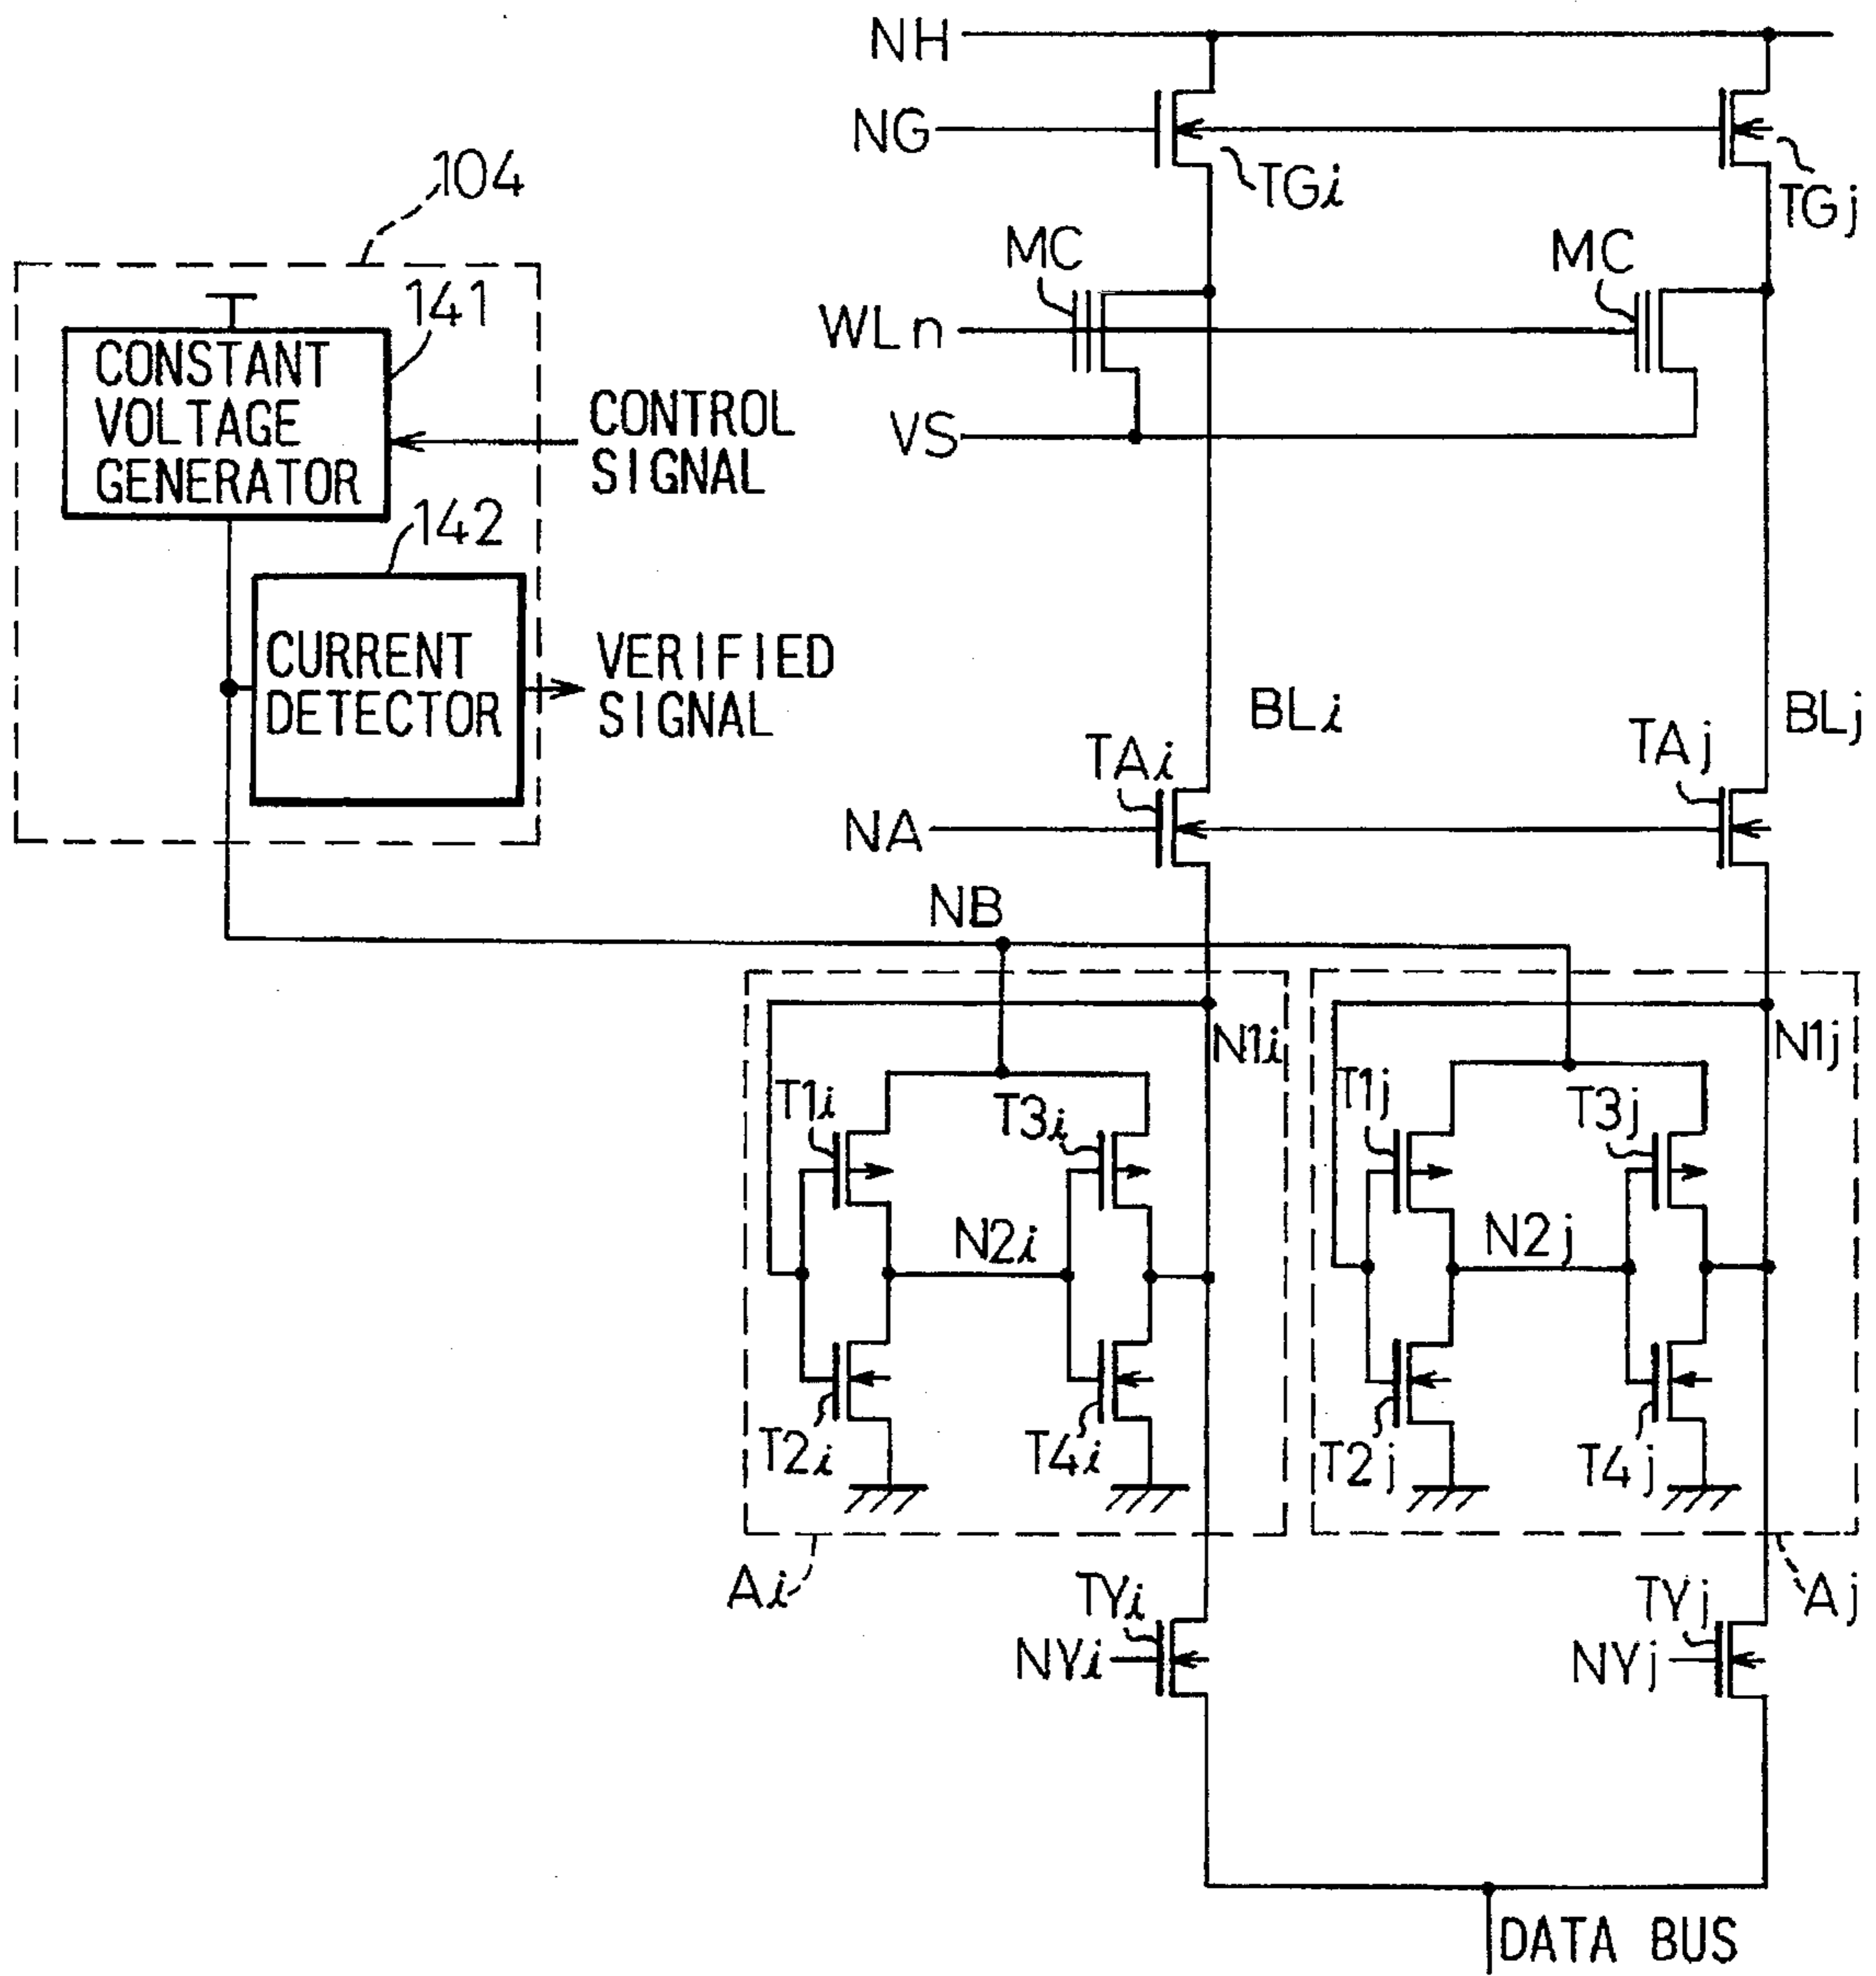 NH
NG
TGi
TGj
104
141
CONSTANT
VOLTAGE
GENERATOR
CONTROL
SIGNAL
MC
MC
WLn
VS
142
CURRENT
DETECTOR
VERIFIED
SIGNAL
BLi
BLj
TAi
TAj
NA
NB
N1i
N1j
T1i
T3i
T1j
T3j
N2i
N2j
T2i
T4i
T2j
T4j
Ai
Aj
TYi
TYj
NYi
NYj
DATA BUS